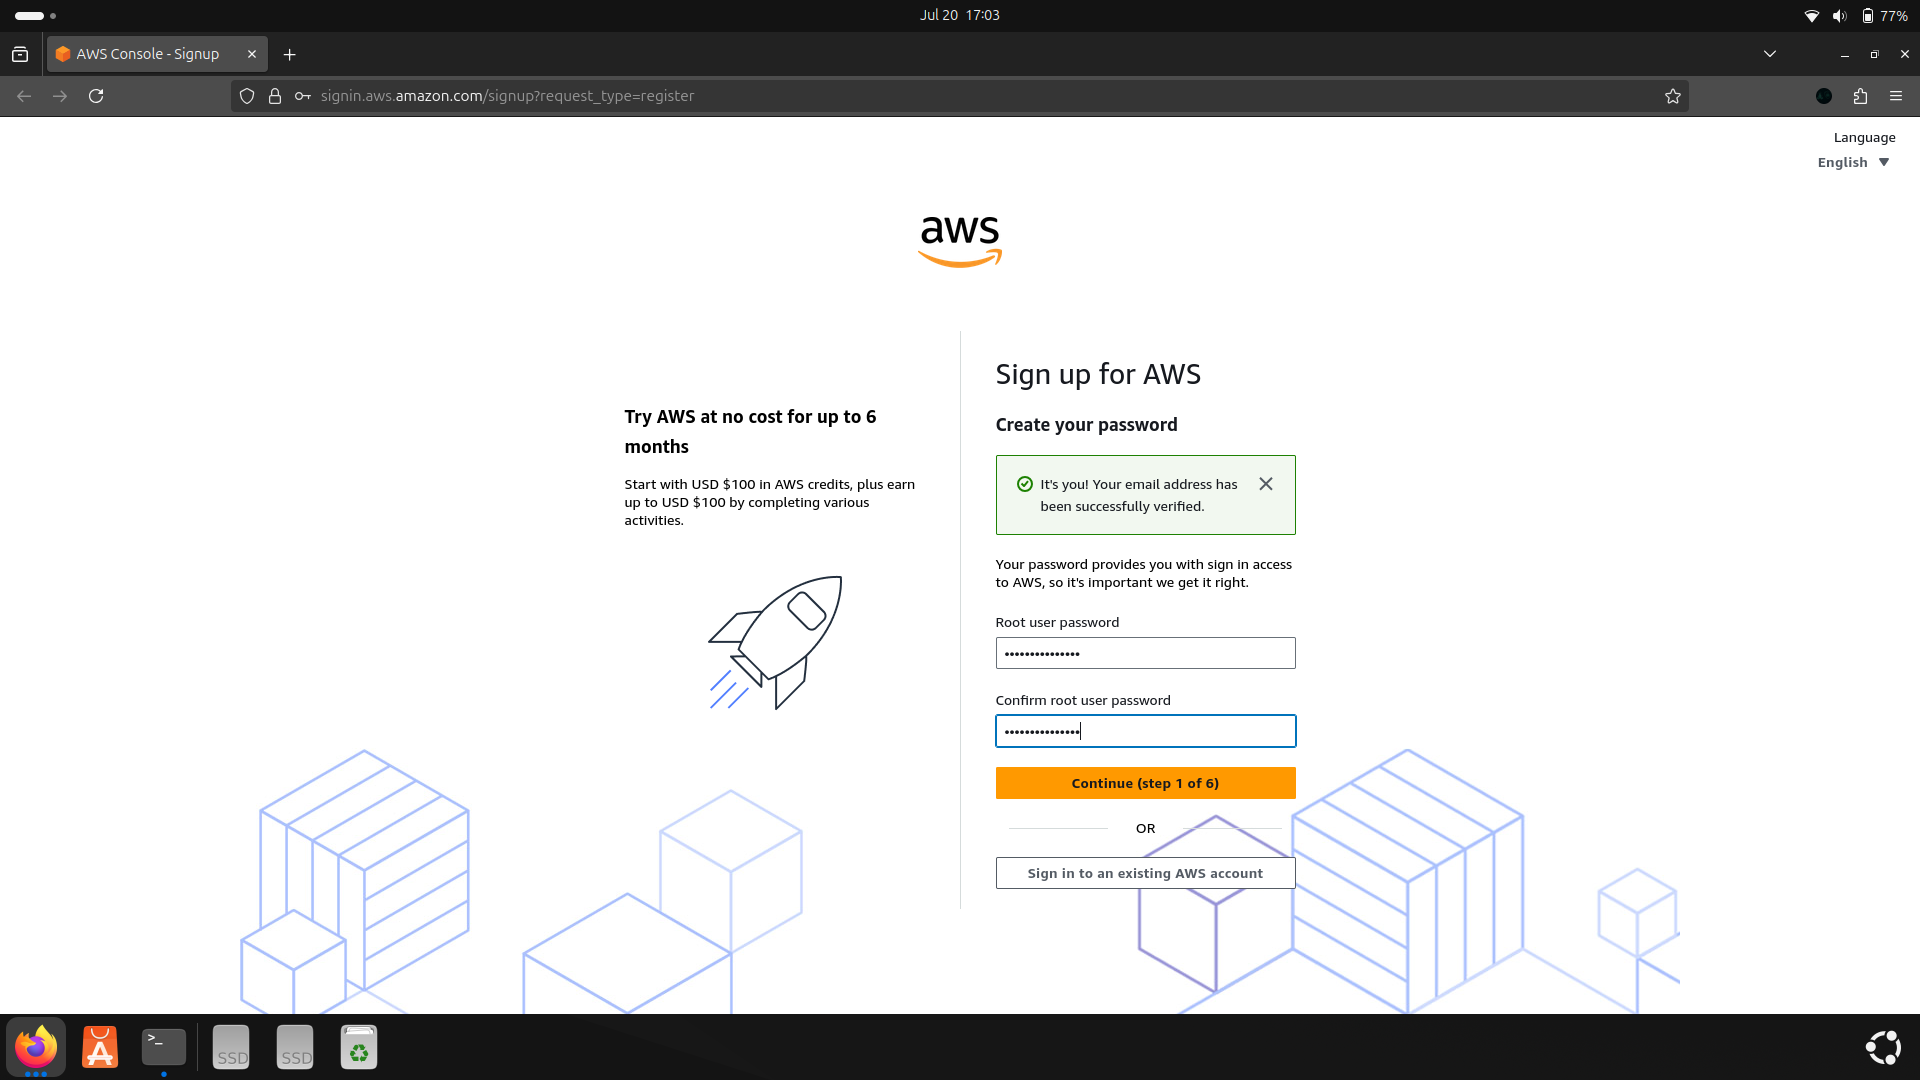 Jul 20 17:03
77%
AWS Console - Signup
signin.aws.amazon.com/signup?request_type=register
Language
English
aws
Try AWS at no cost for up to 6
months
Start with USD $100 in AWS credits, plus earn
up to USD $100 by completing various
activities.
Sign up for AWS
Create your password
It's you! Your email address has
been successfully verified.
Your password provides you with sign in access
to AWS, so it's important we get it right.
Root user password
•••••••••••••••
Confirm root user password
•••••••••••••••
Continue (step 1 of 6)
OR
Sign in to an existing AWS account
>_
SSD
SSD